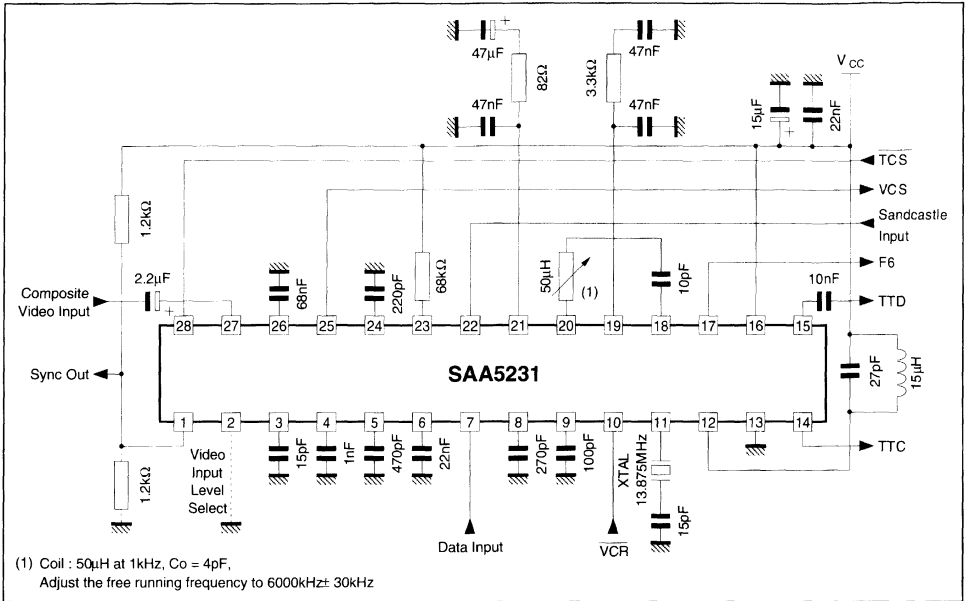 47µF
+
82Ω
47nF
3.3kΩ
47nF
47nF
VCC
15µF
+
22nF
TCS
VCS
Sandcastle
Input
F6
TTD
10nF
1.2kΩ
2.2µF
+
Composite
Video Input
68nF
220pF
68kΩ
50µH
(1)
10pF
28 27 26 25 24 23 22 21 20 19 18 17 16 15
SAA5231
27pF
15µH
Sync Out
1 2 3 4 5 6 7 8 9 10 11 12 13 14
TTC
1.2kΩ
Video
Input
Level
Select
15pF
1nF
470pF
22nF
270pF
100pF
XTAL
13.875MHz
15pF
Data Input
VCR
(1) Coil : 50µH at 1kHz, Co = 4pF,
Adjust the free running frequency to 6000kHz± 30kHz